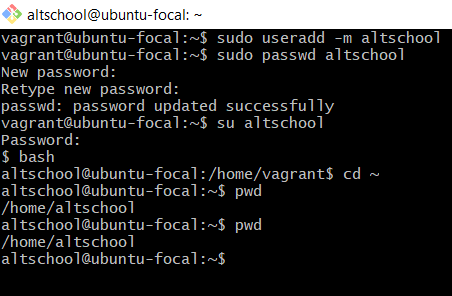 altschool@ubuntu-focal: ~
vagrant@ubuntu-focal:~$ sudo useradd -m altschool
vagrant@ubuntu-focal:~$ sudo passwd altschool
New password:
Retype new password:
passwd: password updated successfully
vagrant@ubuntu-focal:~$ su altschool
Password:
$ bash
altschool@ubuntu-focal:/home/vagrant$ cd ~
altschool@ubuntu-focal:~$ pwd
/home/altschool
altschool@ubuntu-focal:~$ pwd
/home/altschool
altschool@ubuntu-focal:~$